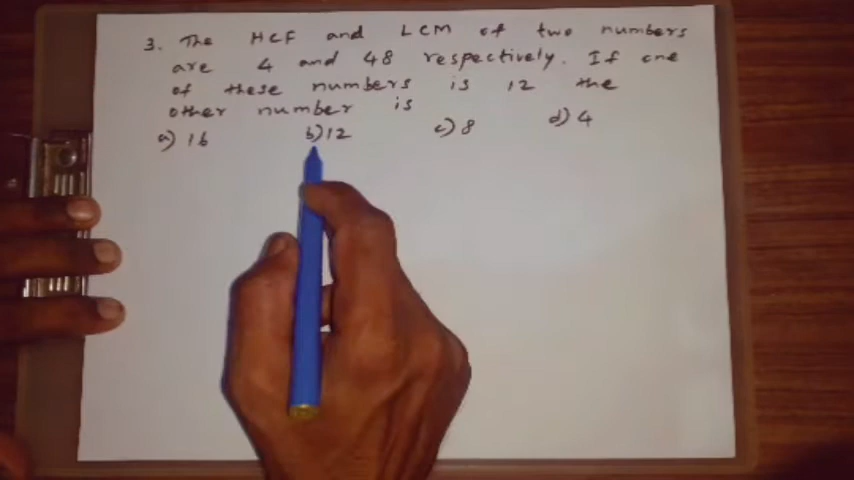 3. The HCF and LCM of two numbers
are 4 and 48 respectively. If one
of these numbers is 12 the
other number is
a) 16 b) 12 c) 8 d) 4